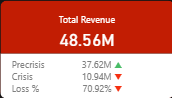 Total Revenue
48.56M
Precrisis 37.62M
Crisis 10.94M
Loss % 70.92%